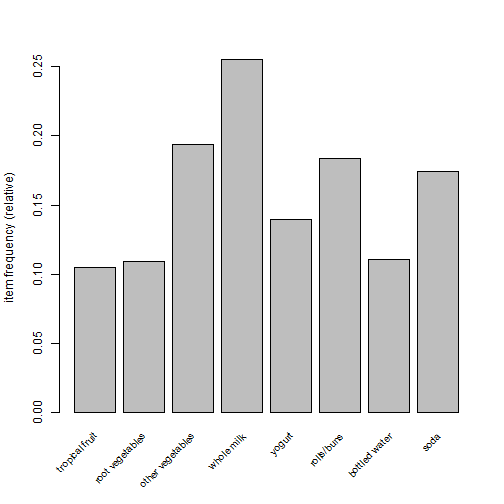 item frequency (relative)
0.25
0.20
0.15
0.10
0.05
0.00
tropical fruit
root vegetables
other vegetables
whole milk
yogurt
rolls/buns
bottled water
soda